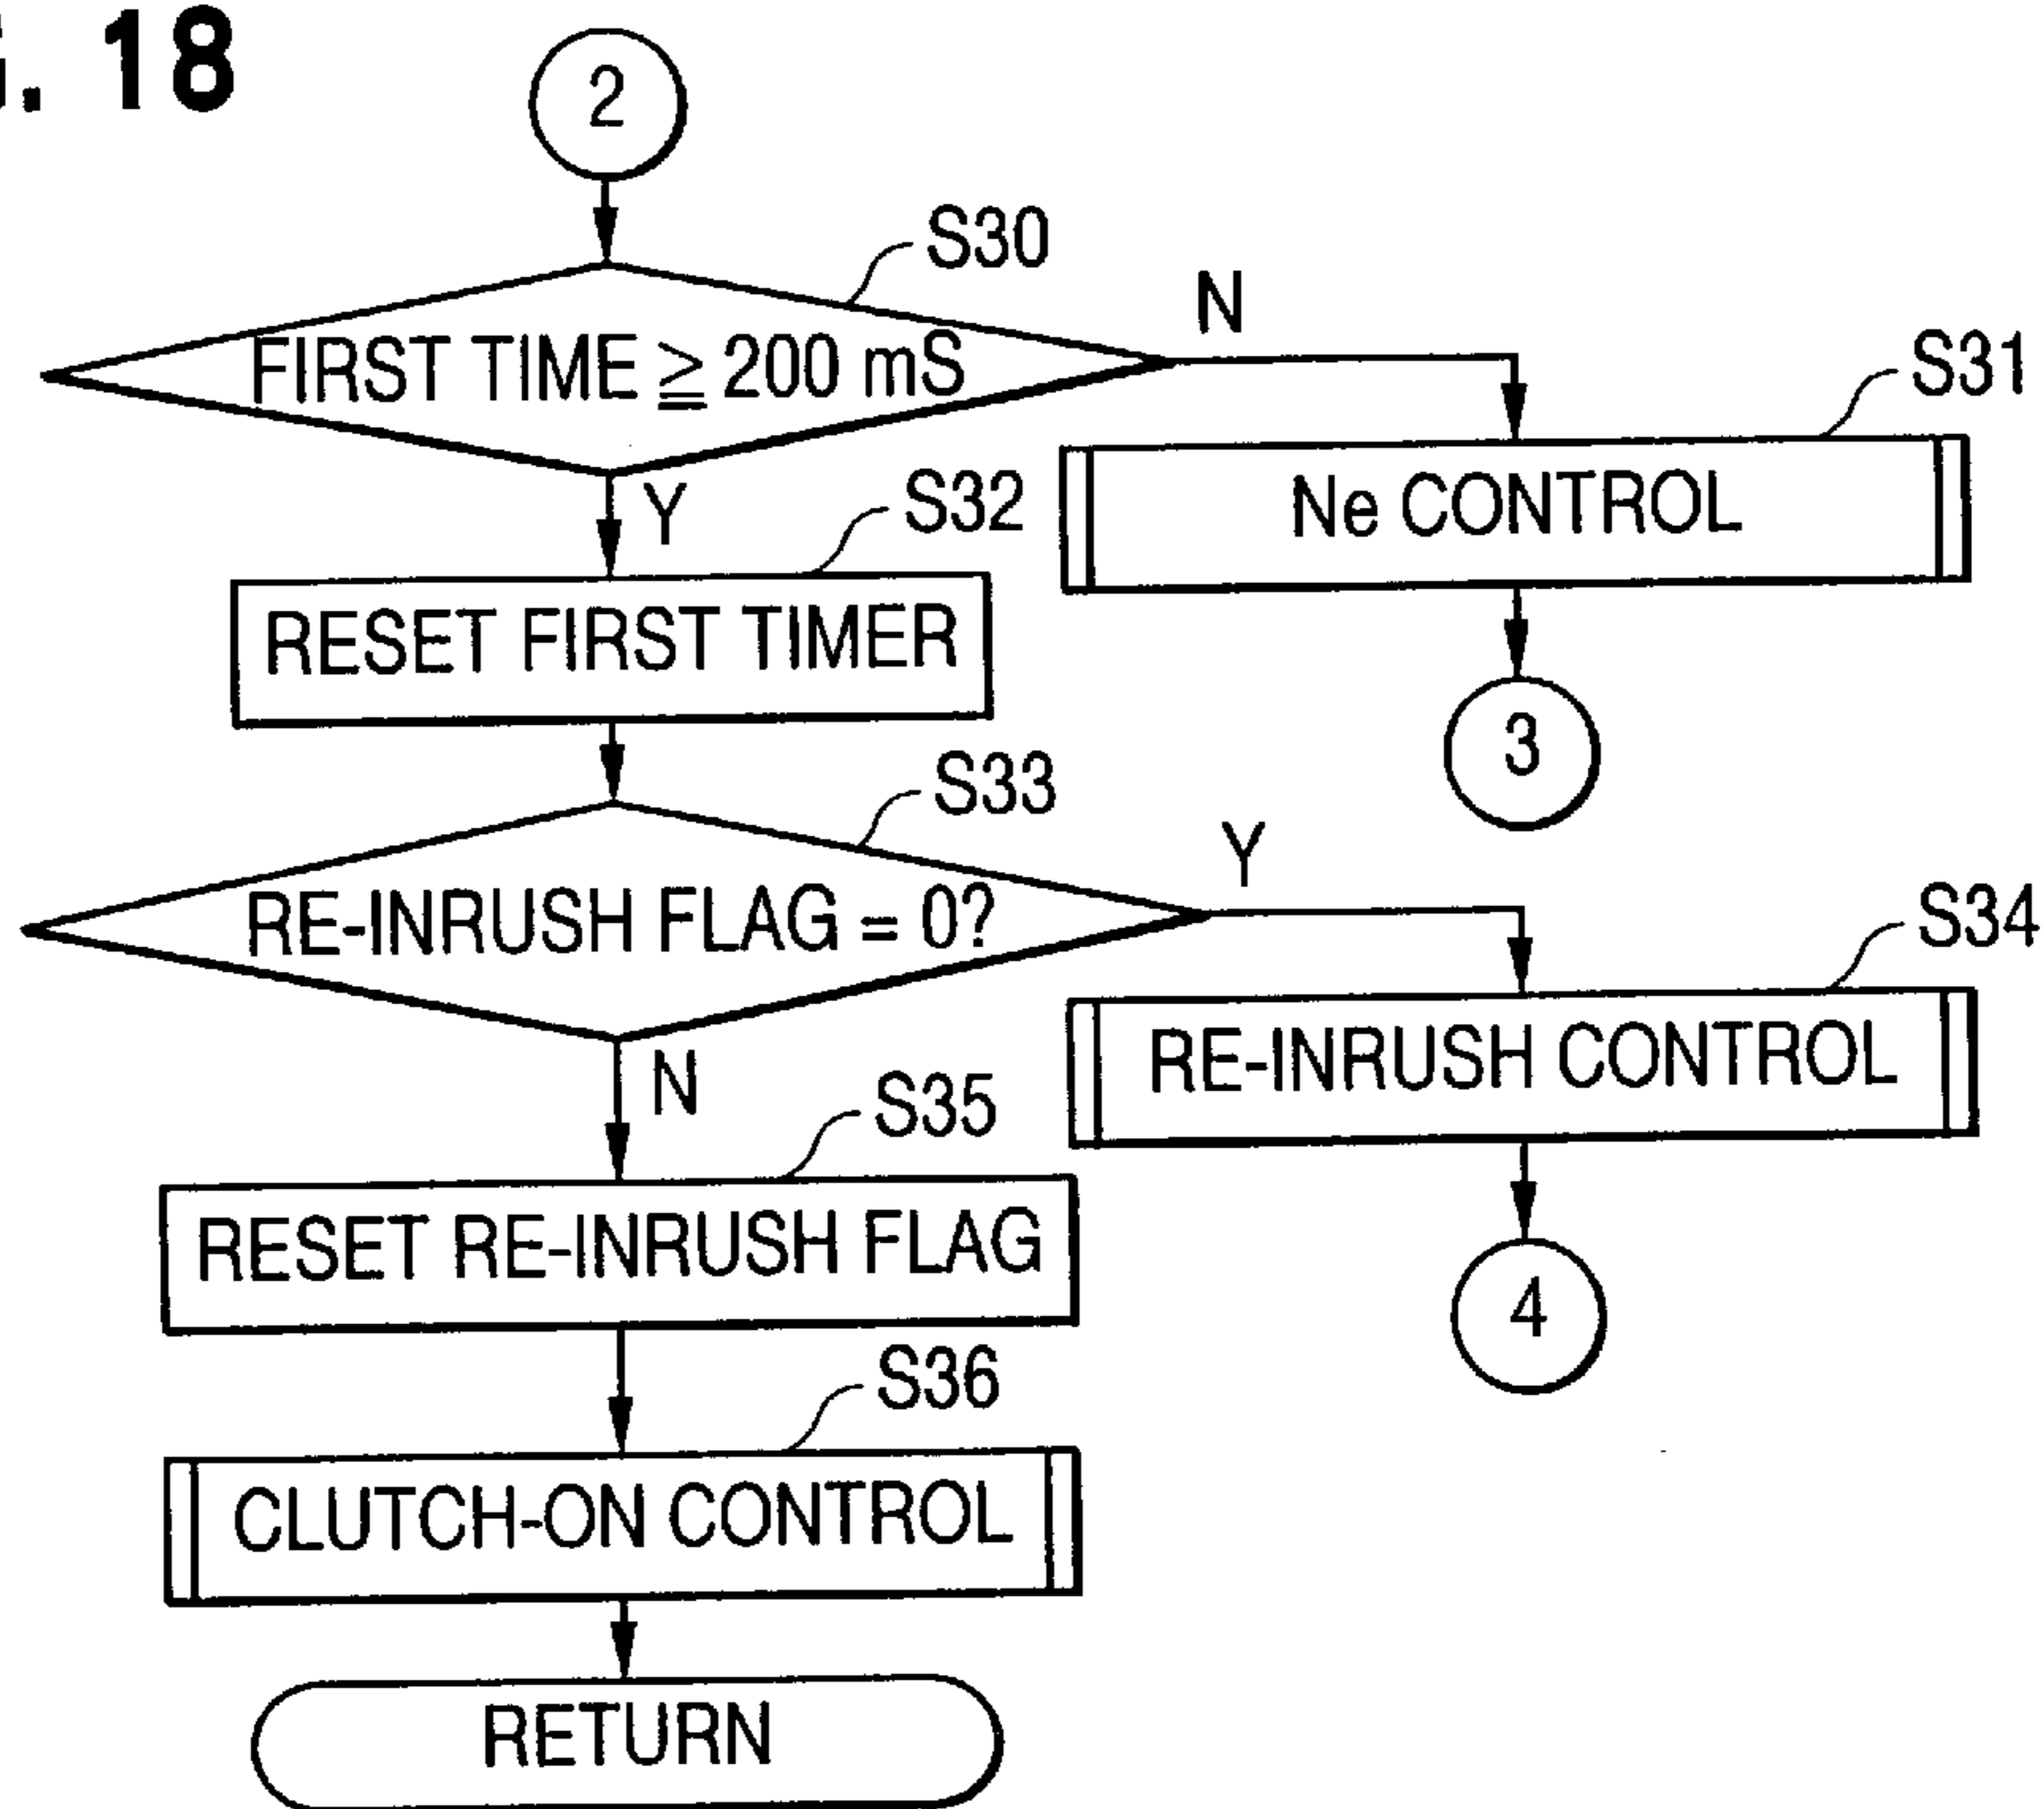 . 18
2
S30
FIRST TIME ≧ 200 mS
N
S31
Ne CONTROL
Y
S32
RESET FIRST TIMER
3
S33
RE-INRUSH FLAG = 0?
Y
S34
RE-INRUSH CONTROL
N
4
S35
RESET RE-INRUSH FLAG
S36
CLUTCH-ON CONTROL
RETURN